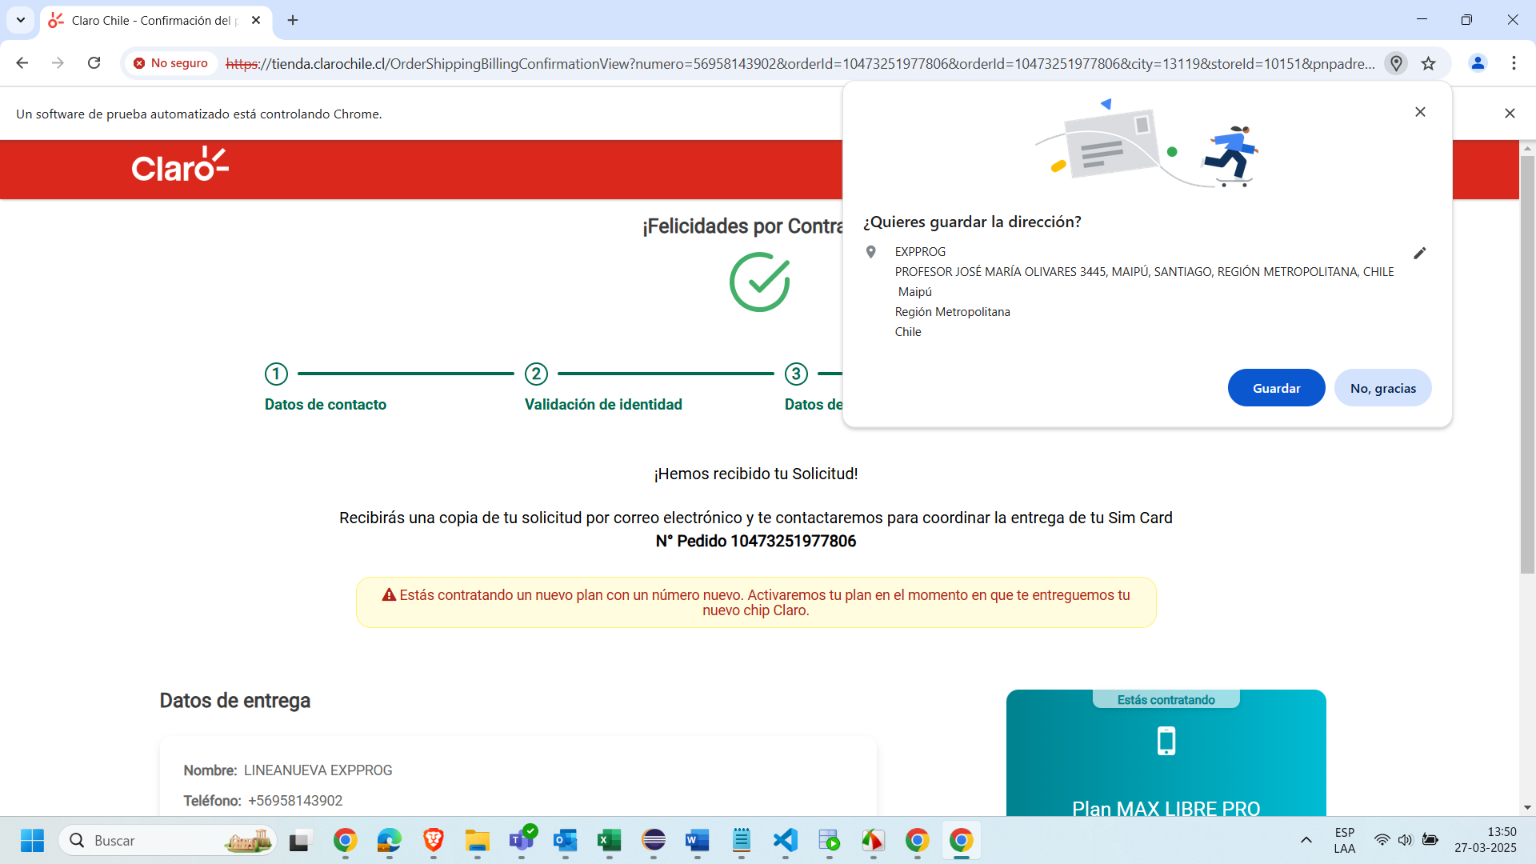 Claro Chile - Confirmación del p
No seguro
https://tienda.clarochile.cl/OrderShippingBillingConfirmationView?numero=56958143902&orderId=10473251977806&orderId=10473251977806&city=13119&storeId=10151&pnpadre...
Un software de prueba automatizado está controlando Chrome.
Claro
¡Felicidades por Contra
¿Quieres guardar la dirección?
EXPPROG
PROFESOR JOSÉ MARÍA OLIVARES 3445, MAIPÚ, SANTIAGO, REGIÓN METROPOLITANA, CHILE
Maipú
Región Metropolitana
Chile
Guardar
No, gracias
1
2
3
Datos de contacto
Validación de identidad
Datos de
¡Hemos recibido tu Solicitud!
Recibirás una copia de tu solicitud por correo electrónico y te contactaremos para coordinar la entrega de tu Sim Card
N° Pedido 10473251977806
Estás contratando un nuevo plan con un número nuevo. Activaremos tu plan en el momento en que te entreguemos tu
nuevo chip Claro.
Datos de entrega
Nombre: LINEANUEVA EXPPROG
Teléfono: +56958143902
Estás contratando
Plan MAX LIBRE PRO
Buscar
ESP
LAA
13:50
27-03-2025